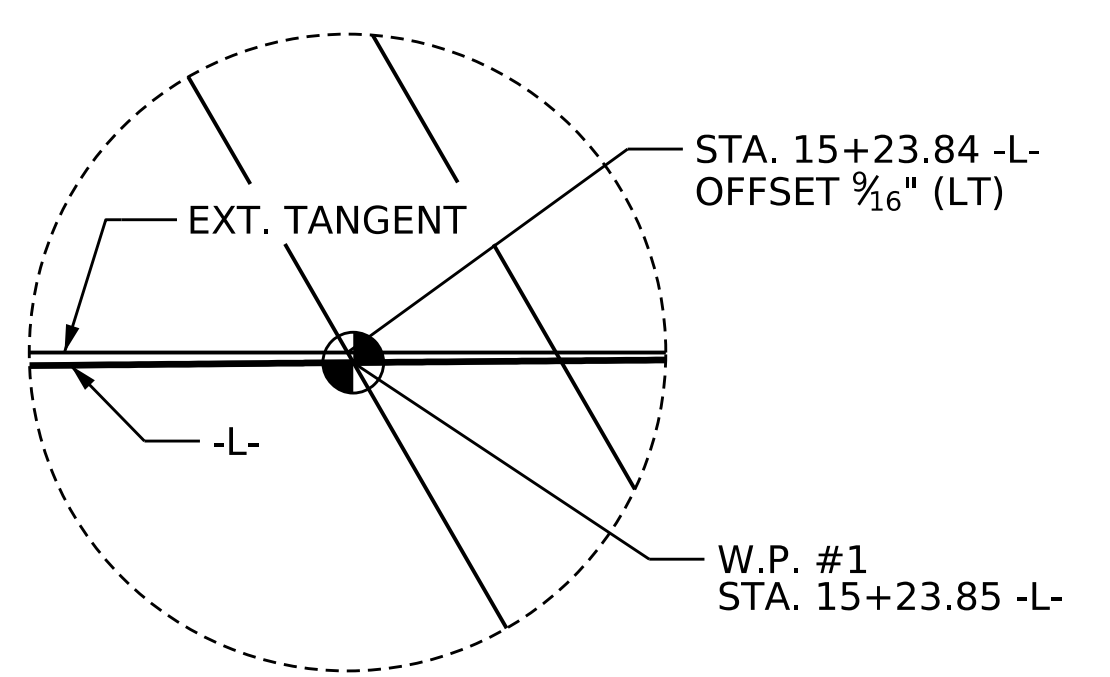 STA. 15+23.84 -L-
OFFSET 9/16" (LT)
EXT. TANGENT
-L-
W.P. #1
STA. 15+23.85 -L-